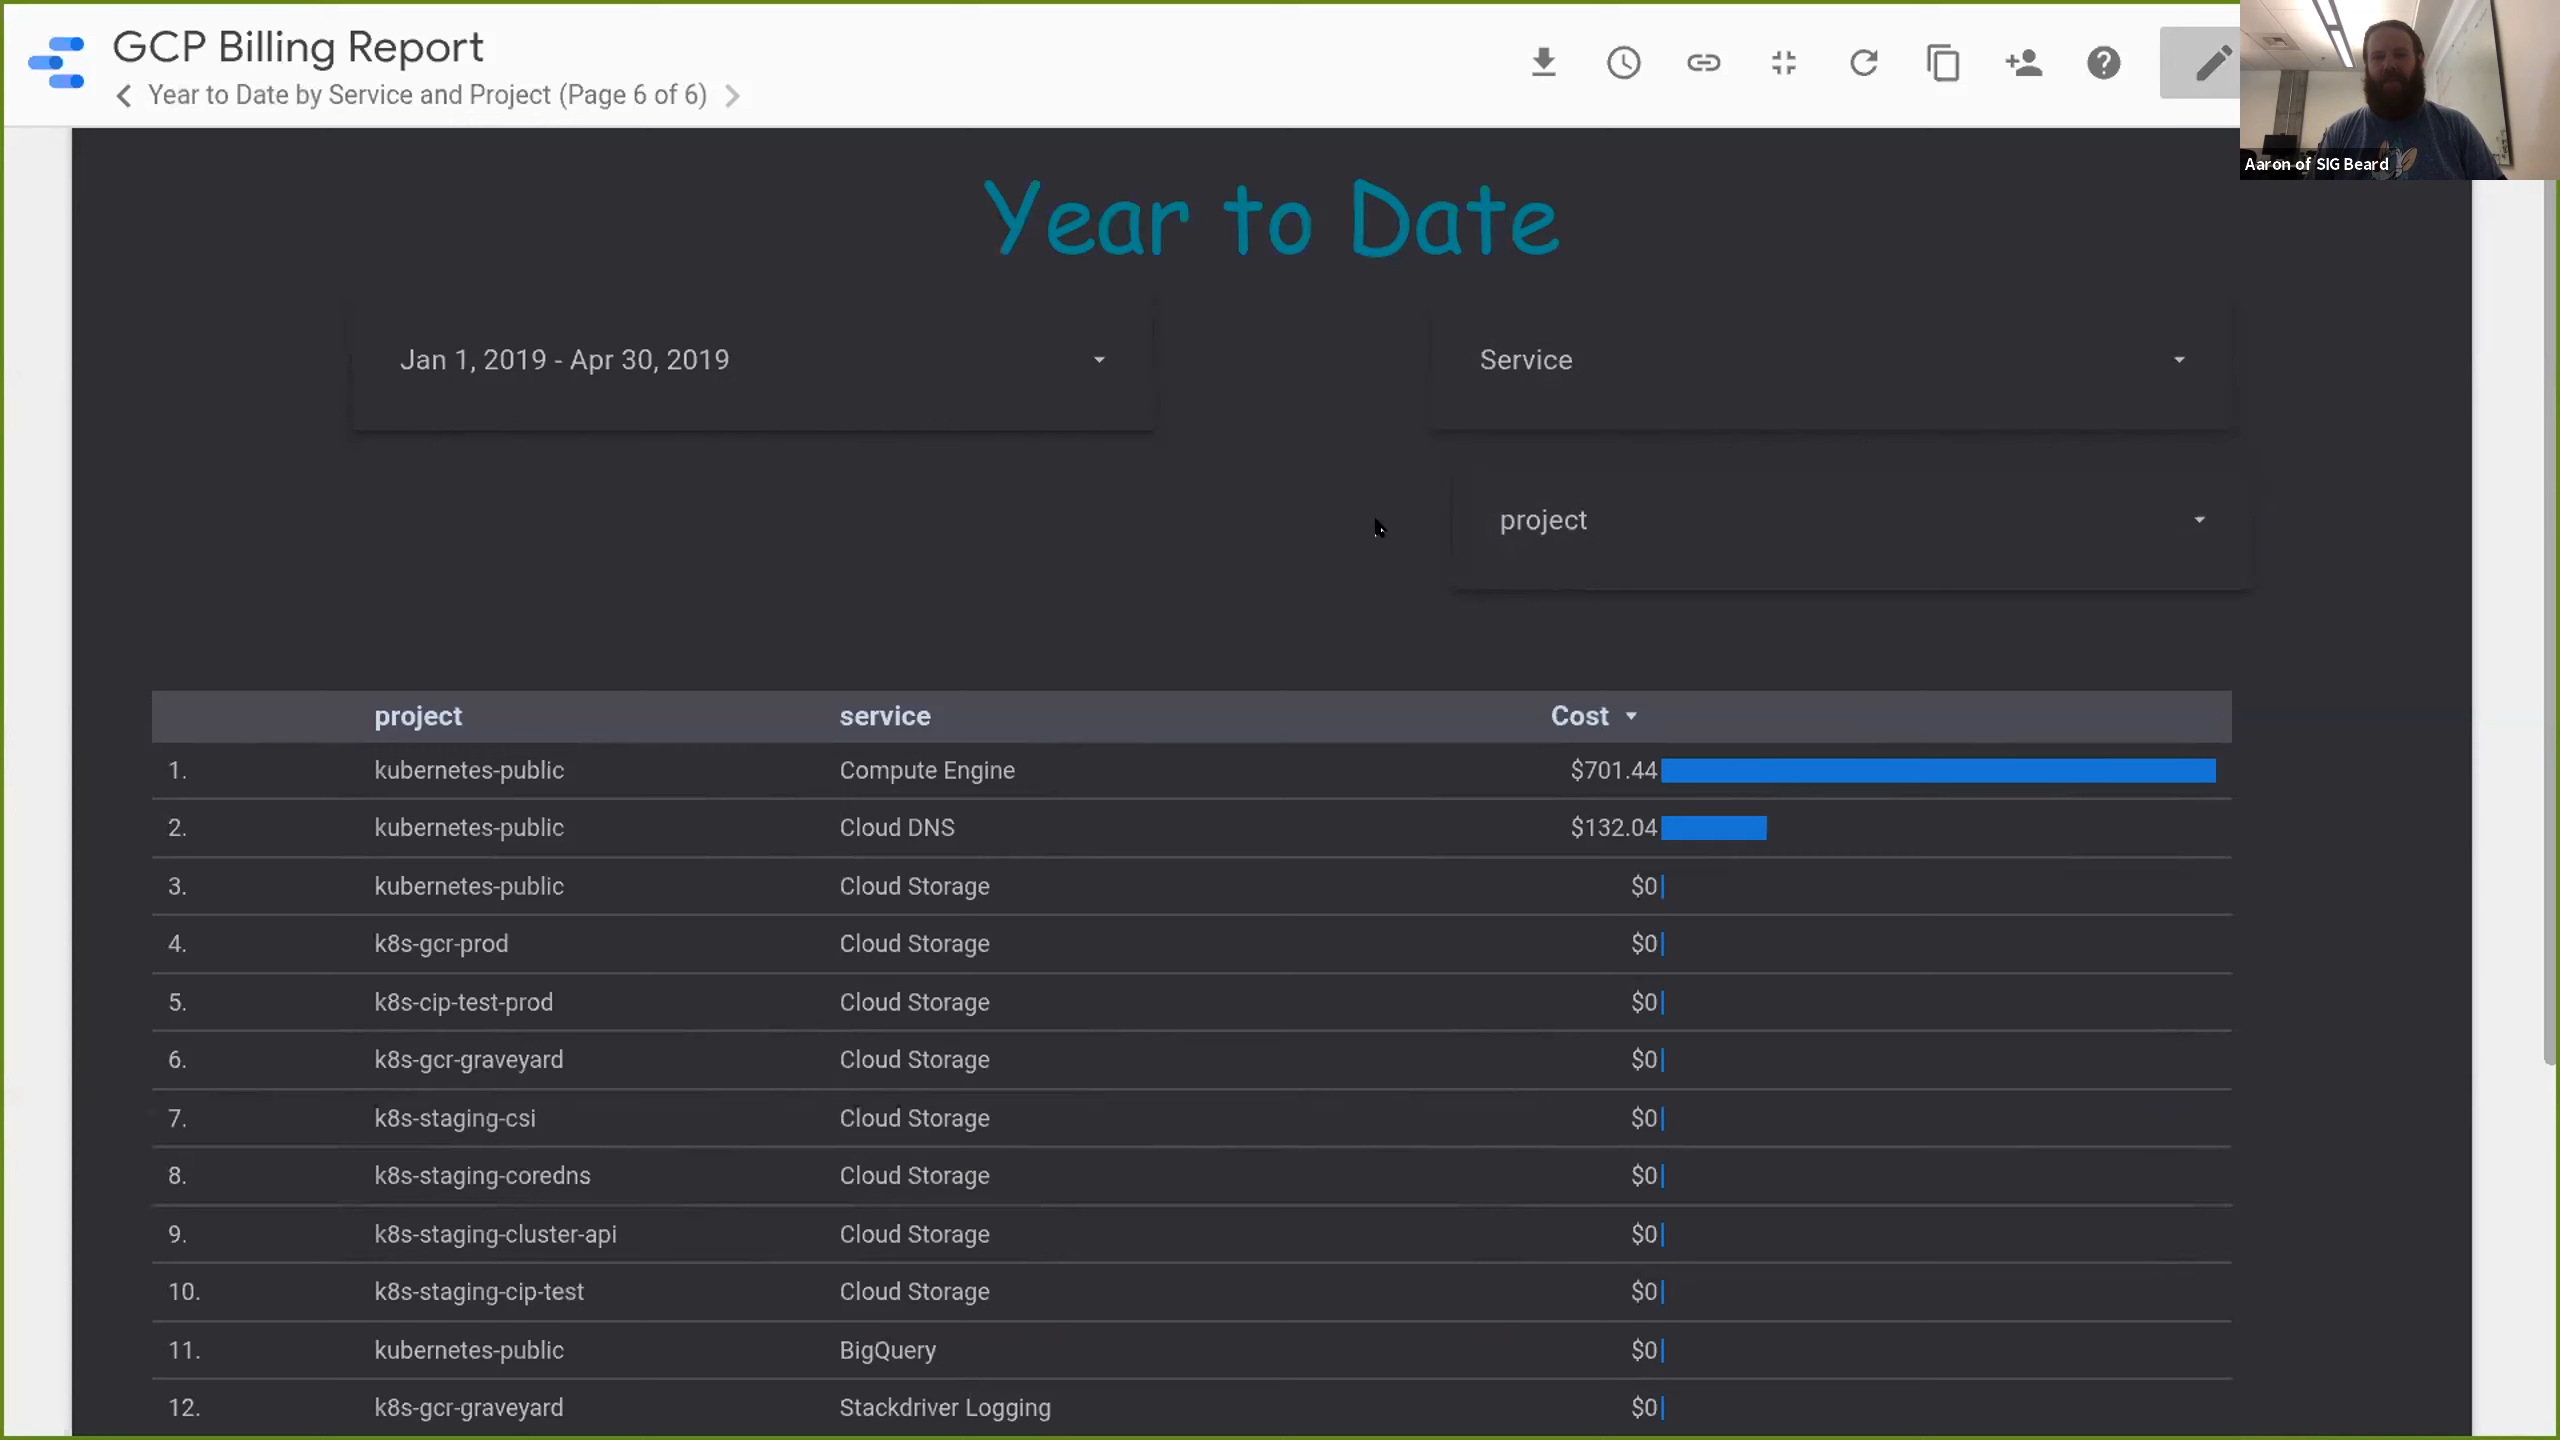 GCP Billing Report
Year to Date by Service and Project (Page 6 of 6)
Aaron of SIG Beard
Year to Date
Jan 1, 2019 - Apr 30, 2019
Service
project
project service Cost
1. kubernetes-public Compute Engine $701.44
2. kubernetes-public Cloud DNS $132.04
3. kubernetes-public Cloud Storage $0
4. k8s-gcr-prod Cloud Storage $0
5. k8s-cip-test-prod Cloud Storage $0
6. k8s-gcr-graveyard Cloud Storage $0
7. k8s-staging-csi Cloud Storage $0
8. k8s-staging-coredns Cloud Storage $0
9. k8s-staging-cluster-api Cloud Storage $0
10. k8s-staging-cip-test Cloud Storage $0
11. kubernetes-public BigQuery $0
12. k8s-gcr-graveyard Stackdriver Logging $0